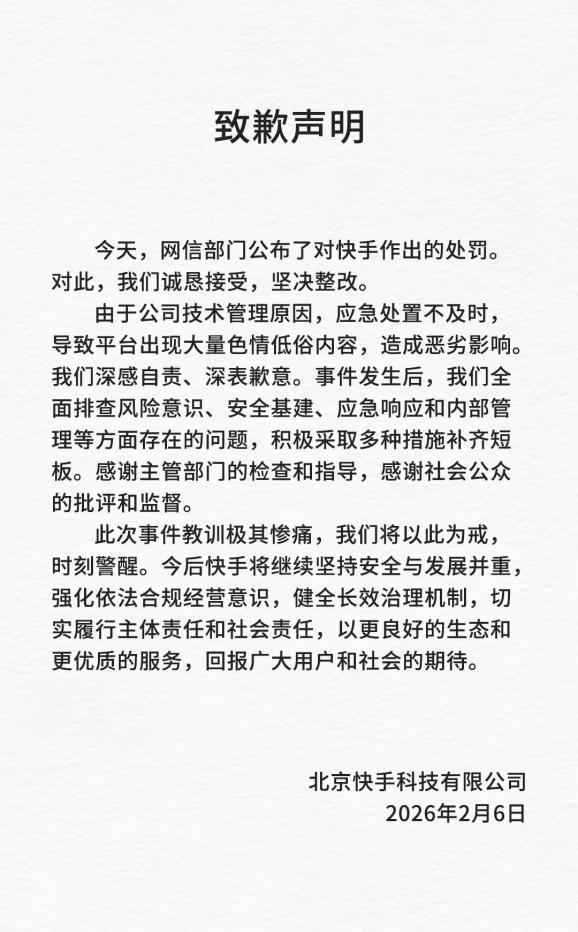 致歉声明
今天，网信部门公布了对快手作出的处罚。
对此，我们诚恳接受，坚决整改。
由于公司技术管理原因，应急处置不及时，
导致平台出现大量色情低俗内容，造成恶劣影响。
我们深感自责、深表歉意。事件发生后，我们全
面排查风险意识、安全基建、应急响应和内部管
理等方面存在的问题，积极采取多种措施补齐短
板。感谢主管部门的检查和指导，感谢社会公众
的批评和监督。
此次事件教训极其惨痛，我们将以此为戒，
时刻警醒。今后快手将继续坚持安全与发展并重，
强化依法合规经营意识，健全长效治理机制，切
实履行主体责任和社会责任，以更良好的生态和
更优质的服务，回报广大用户和社会的期待。
北京快手科技有限公司
2026年2月6日